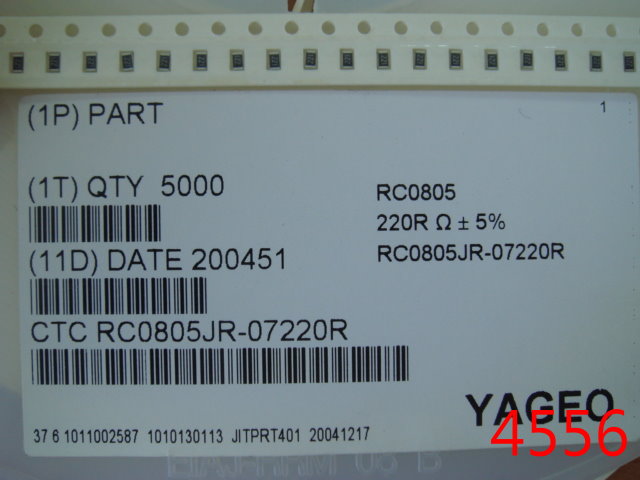 (1P) PART
1
(1T) QTY 5000
RC0805
220R Ω ± 5%
(11D) DATE 200451
RC0805JR-07220R
CTC RC0805JR-07220R
YAGEO
4556
37 6 1011002587 1010130113 JITPRT401 20041217